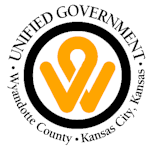 • UNIFIED GOVERNMENT •
Wyandotte County • Kansas City, Kansas